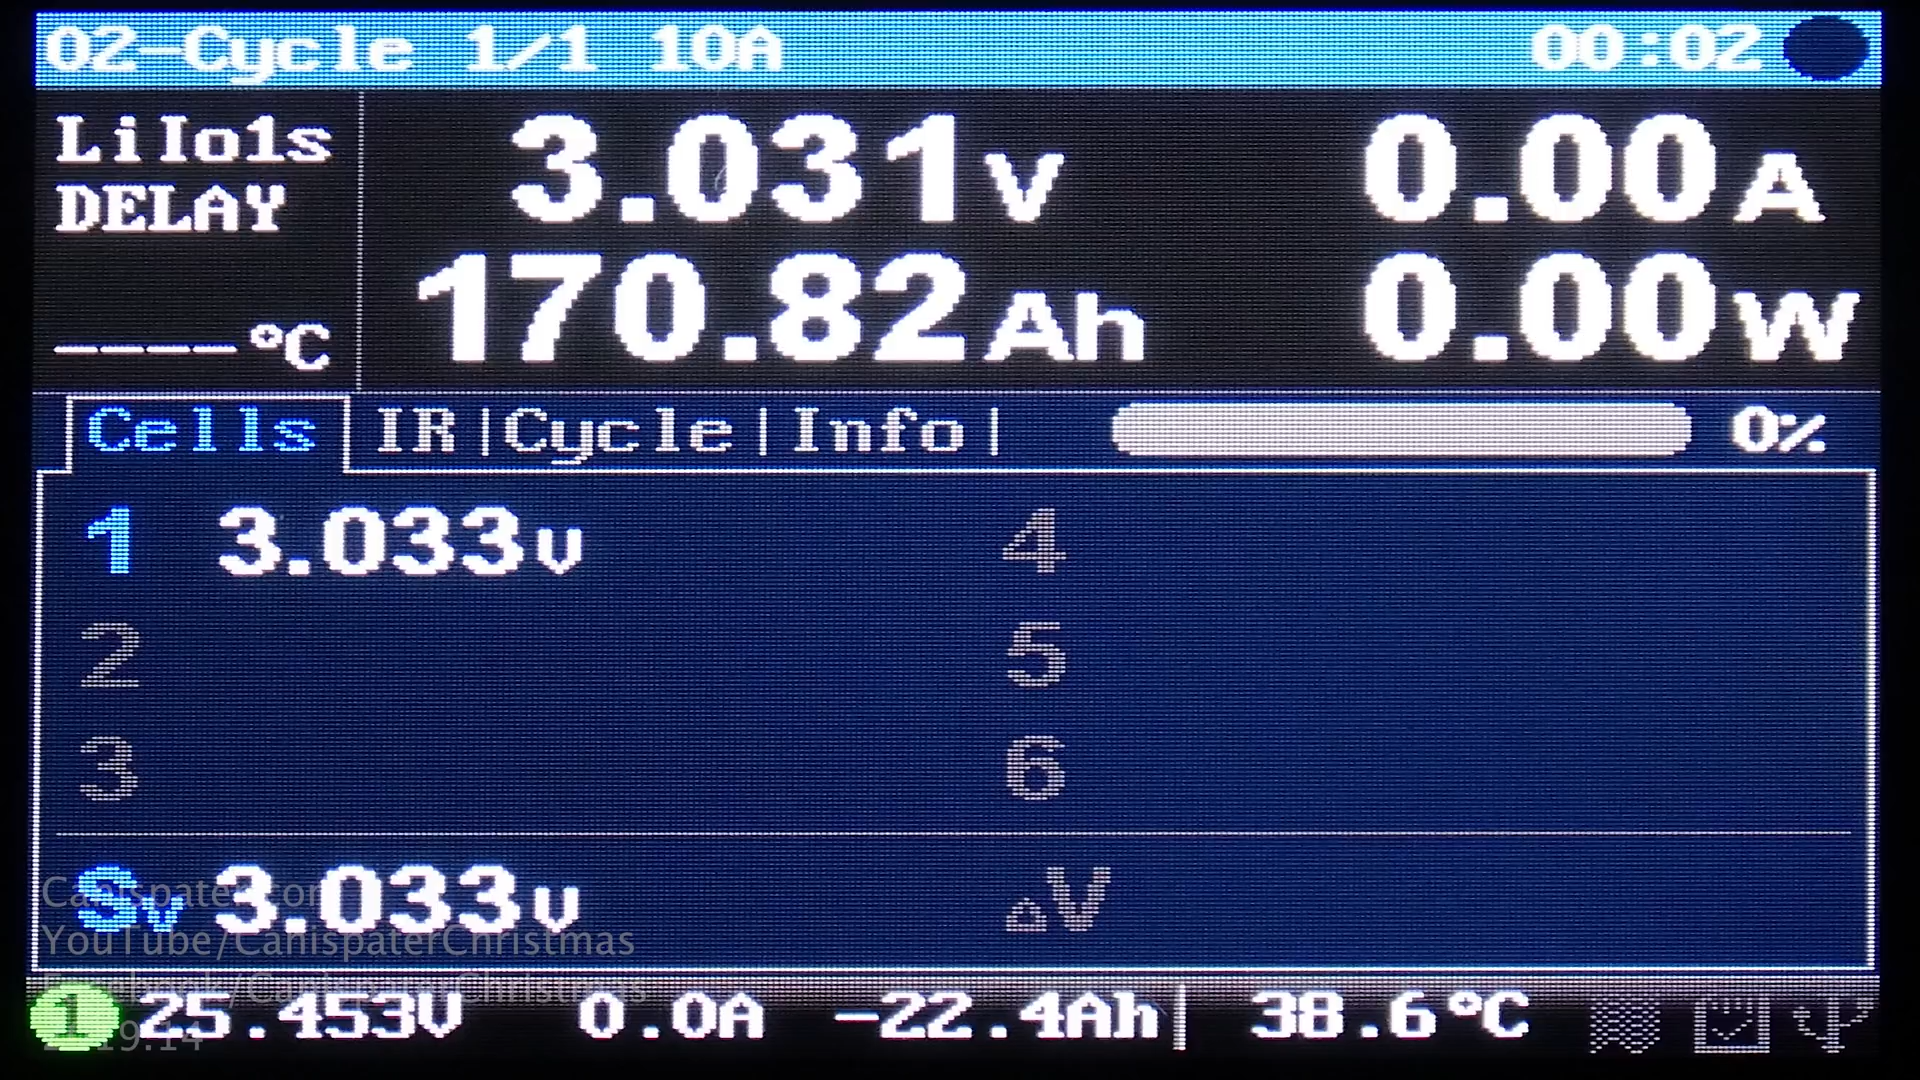 02-Cycle 1/1 10A 00:02
LiIo1s 3.031V 0.00A
DELAY
170.82Ah 0.00W
----°C
Cells IR|Cycle|Info| 0%
1 3.033v 4
2 5
3 6
Sv 3.033v △V
YouTube/CanispaterChristmas
1 25.453V 0.0A -22.4Ah| 38.6°C